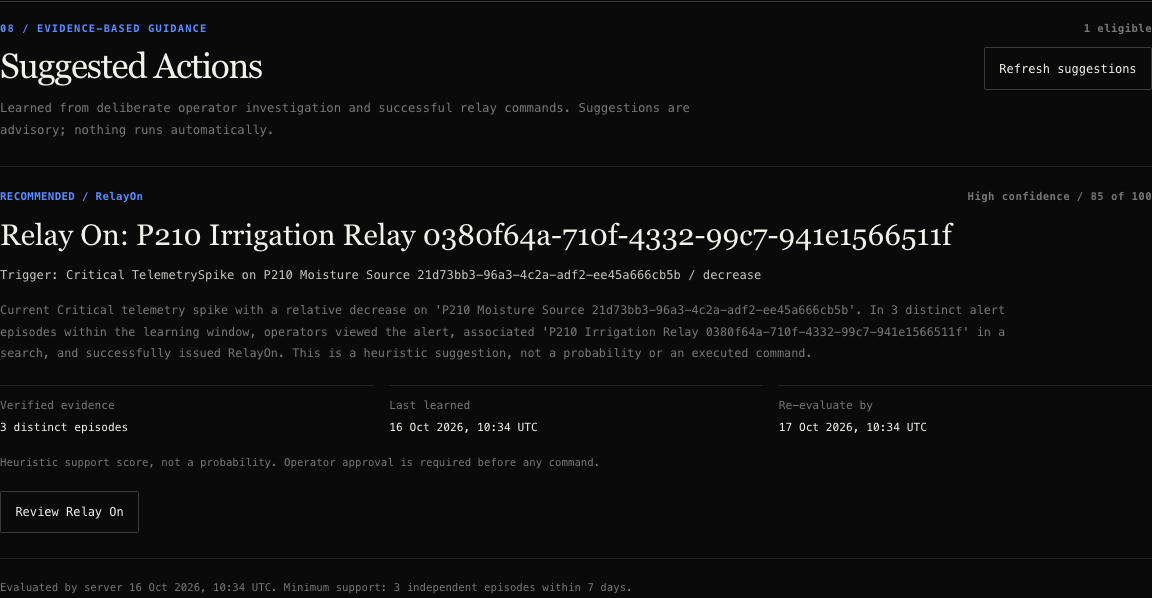 08 / EVIDENCE-BASED GUIDANCE
1 eligible
Suggested Actions
Refresh suggestions
Learned from deliberate operator investigation and successful relay commands. Suggestions are
advisory; nothing runs automatically.
RECOMMENDED / RelayOn
High confidence / 85 of 100
Relay On: P210 Irrigation Relay 0380f64a-710f-4332-99c7-941e1566511f
Trigger: Critical TelemetrySpike on P210 Moisture Source 21d73bb3-96a3-4c2a-adf2-ee45a666cb5b / decrease
Current Critical telemetry spike with a relative decrease on 'P210 Moisture Source 21d73bb3-96a3-4c2a-adf2-ee45a666cb5b'. In 3 distinct alert
episodes within the learning window, operators viewed the alert, associated 'P210 Irrigation Relay 0380f64a-710f-4332-99c7-941e1566511f' in a
search, and successfully issued RelayOn. This is a heuristic suggestion, not a probability or an executed command.
Verified evidence
3 distinct episodes
Last learned
16 Oct 2026, 10:34 UTC
Re-evaluate by
17 Oct 2026, 10:34 UTC
Heuristic support score, not a probability. Operator approval is required before any command.
Review Relay On
Evaluated by server 16 Oct 2026, 10:34 UTC. Minimum support: 3 independent episodes within 7 days.